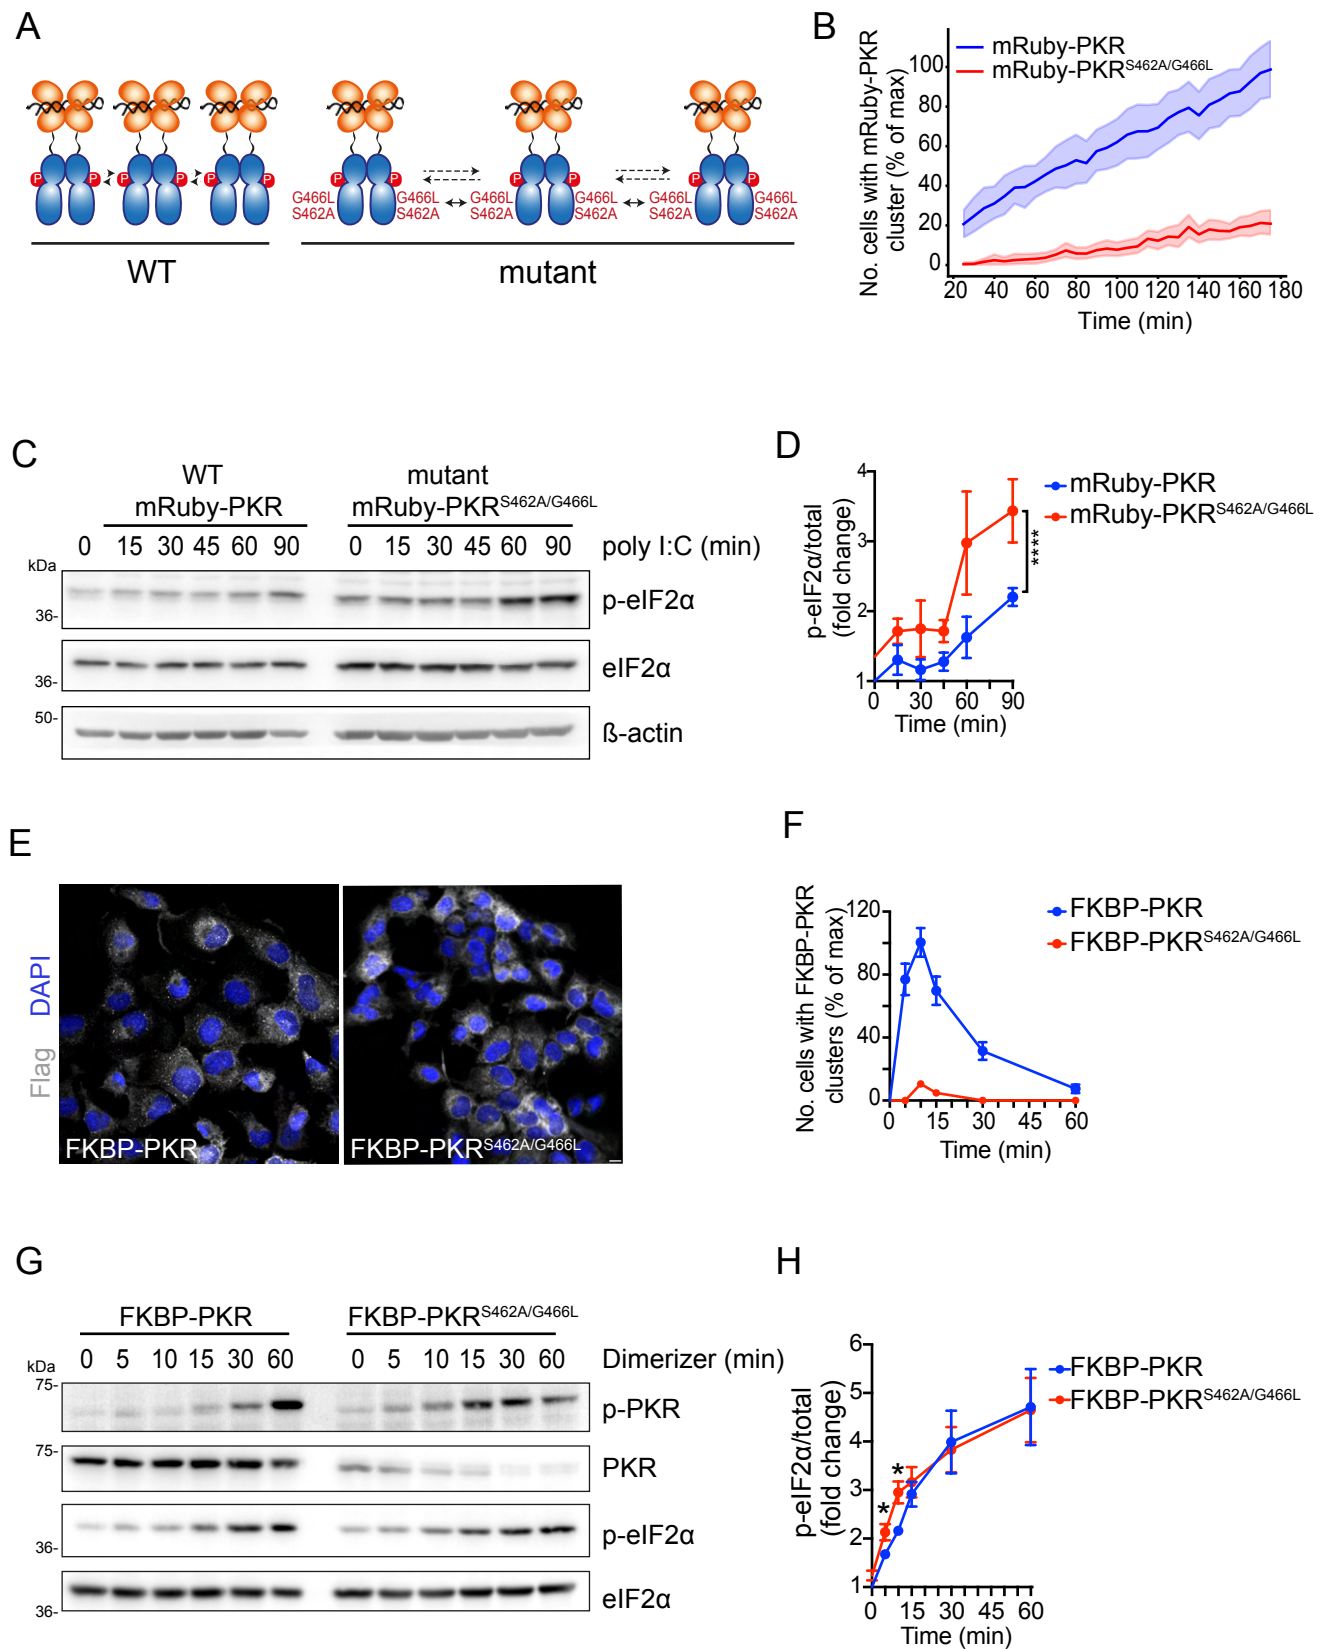 A
P P P P P P
P P P P P P
G466L G466L G466L G466L G466L
S462A S462A S462A S462A S462A
WT
mutant
B
No. cells with mRuby-PKR
cluster (% of max)
mRuby-PKR
mRuby-PKRS462A/G466L
100
80
60
40
20
0
20 40 60 80 100 120 140 160 180
Time (min)
C
WT
mRuby-PKR
mutant
mRuby-PKRS462A/G466L
0 15 30 45 60 90 0 15 30 45 60 90 poly I:C (min)
kDa
36-
p-eIF2α
36-
eIF2α
50-
ß-actin
D
p-eIF2α/total
(fold change)
4
3
2
1
0 30 60 90
Time (min)
****
mRuby-PKR
mRuby-PKRS462A/G466L
E
Flag DAPI
FKBP-PKR
FKBP-PKRS462A/G466L
F
No. cells with FKBP-PKR
clusters (% of max)
120
80
40
0
0 15 30 45 60
Time (min)
FKBP-PKR
FKBP-PKRS462A/G466L
G
FKBP-PKR
FKBP-PKRS462A/G466L
0 5 10 15 30 60 0 5 10 15 30 60 Dimerizer (min)
kDa
75-
p-PKR
75-
PKR
36-
p-eIF2α
36-
eIF2α
H
p-eIF2α/total
(fold change)
6
5
4
3
2
1
* *
0 15 30 45 60
Time (min)
FKBP-PKR
FKBP-PKRS462A/G466L